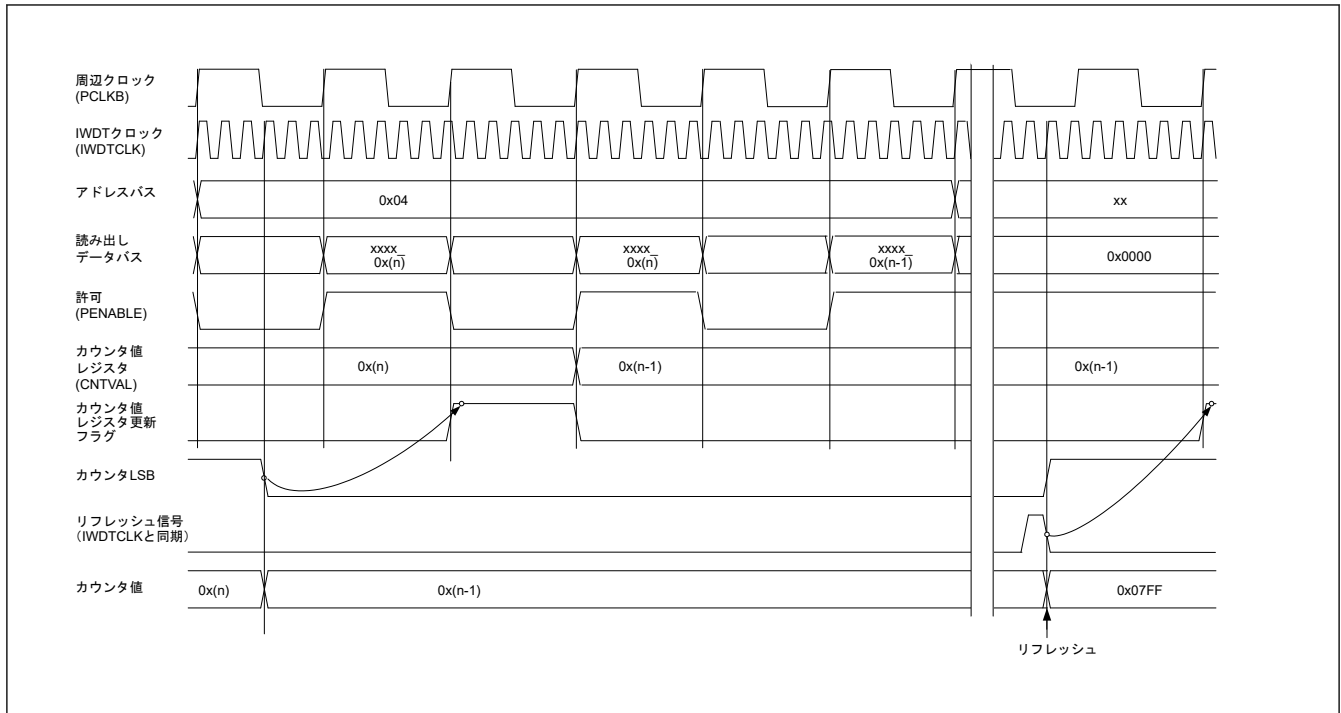 周辺クロック
(PCLKB)
IWDTクロック
(IWDTCLK)
アドレスバス
0x04
xx
読み出し
データバス
xxxx_
0x(n)
xxxx_
0x(n)
xxxx_
0x(n-1)
0x0000
許可
(PENABLE)
カウンタ値
レジスタ
(CNTVAL)
0x(n)
0x(n-1)
0x(n-1)
カウンタ値
レジスタ更新
フラグ
カウンタLSB
リフレッシュ信号
（IWDTCLKと同期）
カウンタ値
0x(n)
0x(n-1)
0x07FF
リフレッシュ